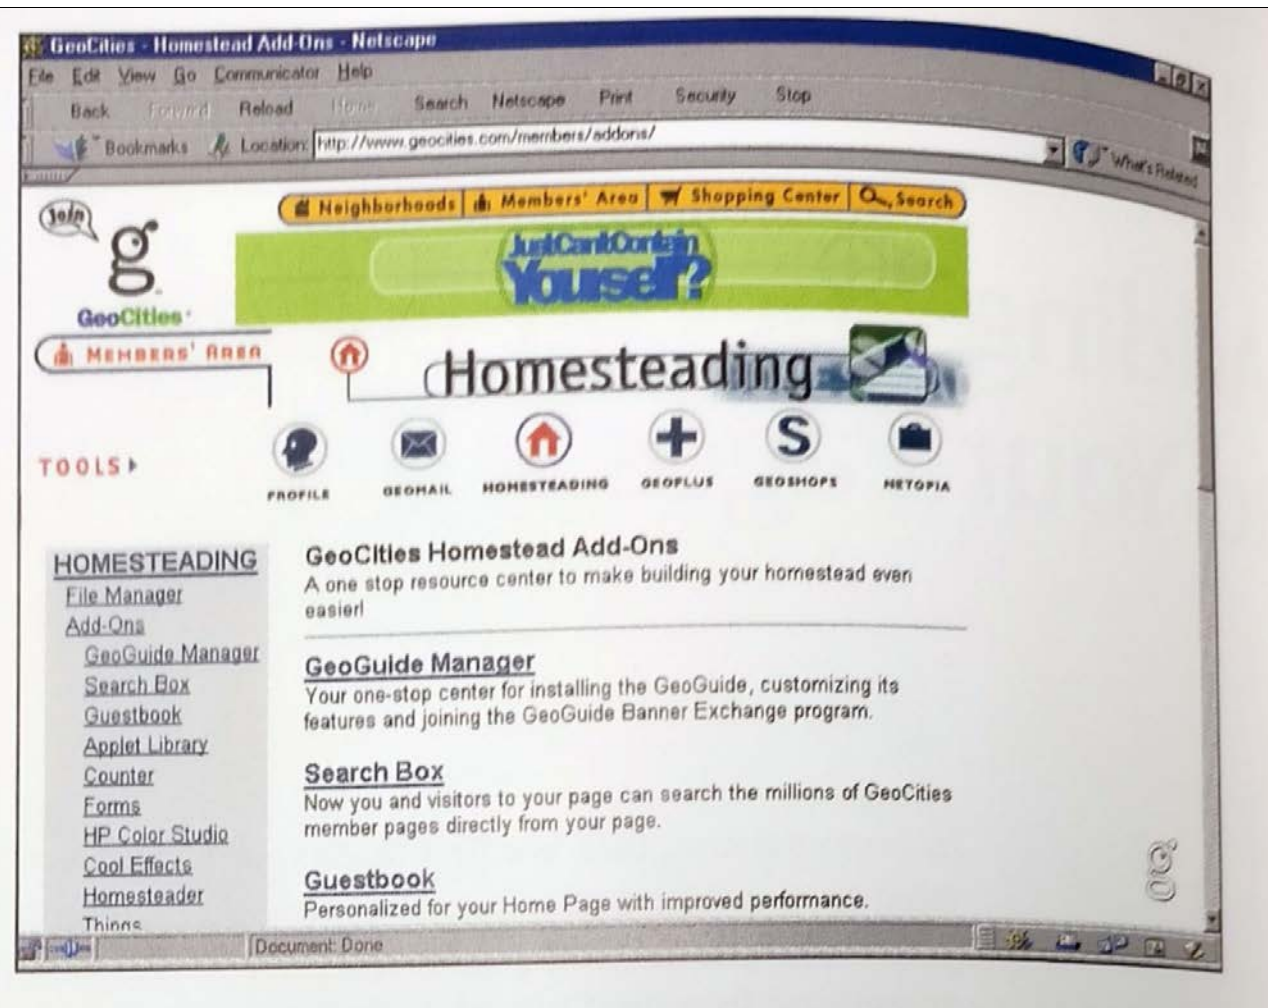 GeoCities - Homestead Add-Ons - Netscape
File Edit View Go Communicator Help
Back Forward Reload Home Search Netscape Print Security Stop
Bookmarks Location: http://www.geocities.com/members/addons/ What's Related
Join
Neighborhoods Members' Area Shopping Center Search
g
Just Can't Contain
Yourself?
GeoCities
MEMBERS' AREA
Homesteading
TOOLS
PROFILE GEOMAIL HOMESTEADING GEOPLUS GEOSHOPS NETOPIA
S
HOMESTEADING
File Manager
Add-Ons
GeoGuide Manager
Search Box
Guestbook
Applet Library
Counter
Forms
HP Color Studio
Cool Effects
Homesteader
Things
GeoCities Homestead Add-Ons
A one stop resource center to make building your homestead even
easier!
GeoGuide Manager
Your one-stop center for installing the GeoGuide, customizing its
features and joining the GeoGuide Banner Exchange program.
Search Box
Now you and visitors to your page can search the millions of GeoCities
member pages directly from your page.
Guestbook
Personalized for your Home Page with improved performance.
g
Document: Done